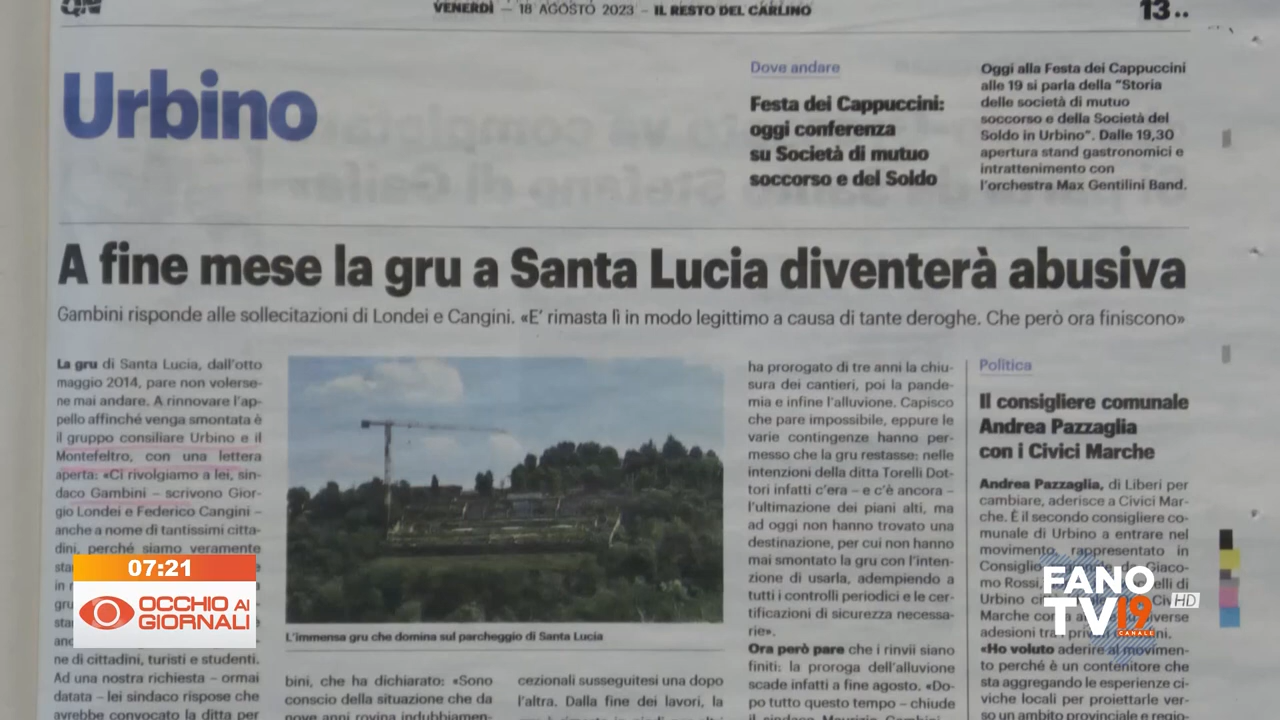 QN
VENERDÌ — 18 AGOSTO 2023 – IL RESTO DEL CARLINO
13..
Urbino
Dove andare
Festa dei Cappuccini:
oggi conferenza
su Società di mutuo
soccorso e del Soldo
Oggi alla Festa dei Cappuccini
alle 19 si parla della "Storia
delle società di mutuo
soccorso e della Società del
Soldo in Urbino". Dalle 19,30
apertura stand gastronomici e
intrattenimento con
l'orchestra Max Gentilini Band.
A fine mese la gru a Santa Lucia diventerà abusiva
Gambini risponde alle sollecitazioni di Londei e Cangini. «E' rimasta lì in modo legittimo a causa di tante deroghe. Che però ora finiscono»
La gru di Santa Lucia, dall'otto
maggio 2014, pare non volerse-
ne mai andare. A rinnovare l'ap-
pello affinché venga smontata è
il gruppo consiliare Urbino e il
Montefeltro, con una lettera
aperta: «Ci rivolgiamo a lei, sin-
daco Gambini – scrivono Gior-
gio Londei e Federico Cangini –
anche a nome di tantissimi citta-
dini, perché siamo veramente
ne di cittadini, turisti e studenti.
Ad una nostra richiesta – ormai
datata – lei sindaco rispose che
avrebbe convocato la ditta per
L'immensa gru che domina sul parcheggio di Santa Lucia
bini, che ha dichiarato: «Sono
conscio della situazione che da
nove anni rovina indubbiamen-
cezionali susseguitesi una dopo
l'altra. Dalla fine dei lavori, la
ha prorogato di tre anni la chiu-
sura dei cantieri, poi la pande-
mia e infine l'alluvione. Capisco
che pare impossibile, eppure le
varie contingenze hanno per-
messo che la gru restasse: nelle
intenzioni della ditta Torelli Dot-
tori infatti c'era – e c'è ancora –
l'ultimazione dei piani alti, ma
ad oggi non hanno trovato una
destinazione, per cui non hanno
mai smontato la gru con l'inten-
zione di usarla, adempiendo a
tutti i controlli periodici e le cer-
tificazioni di sicurezza necessa-
rie».
Ora però pare che i rinvii siano
finiti: la proroga dell'alluvione
scade infatti a fine agosto. «Do-
po tutto questo tempo – chiude
il sindaco Maurizio Gambini
Politica
Il consigliere comunale
Andrea Pazzaglia
con i Civici Marche
Andrea Pazzaglia, di Liberi per
cambiare, aderisce a Civici Mar-
che. È il secondo consigliere co-
munale di Urbino a entrare nel
movimento, rappresentato in
Consiglio
mo Rossi,
Urbino
Marche
adesioni
«Ho voluto aderire al movimen-
to perché è un contenitore che
sta aggregando le esperienze ci-
viche locali per proiettarle ver-
so un ambito provinciale e regio-
07:21
OCCHIO AI
GIORNALI
FANO
TV19 HD
CANALE